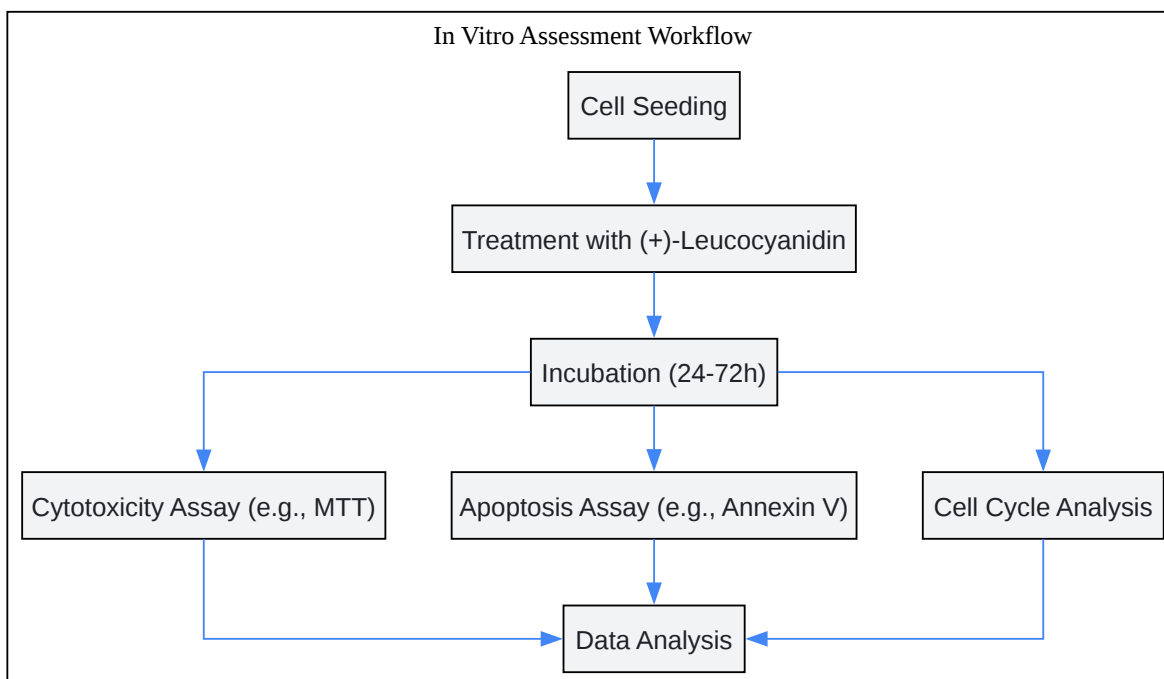 In Vitro Assessment Workflow
Cell Seeding
Treatment with (+)-Leucocyanidin
Incubation (24-72h)
Cytotoxicity Assay (e.g., MTT)
Apoptosis Assay (e.g., Annexin V)
Cell Cycle Analysis
Data Analysis